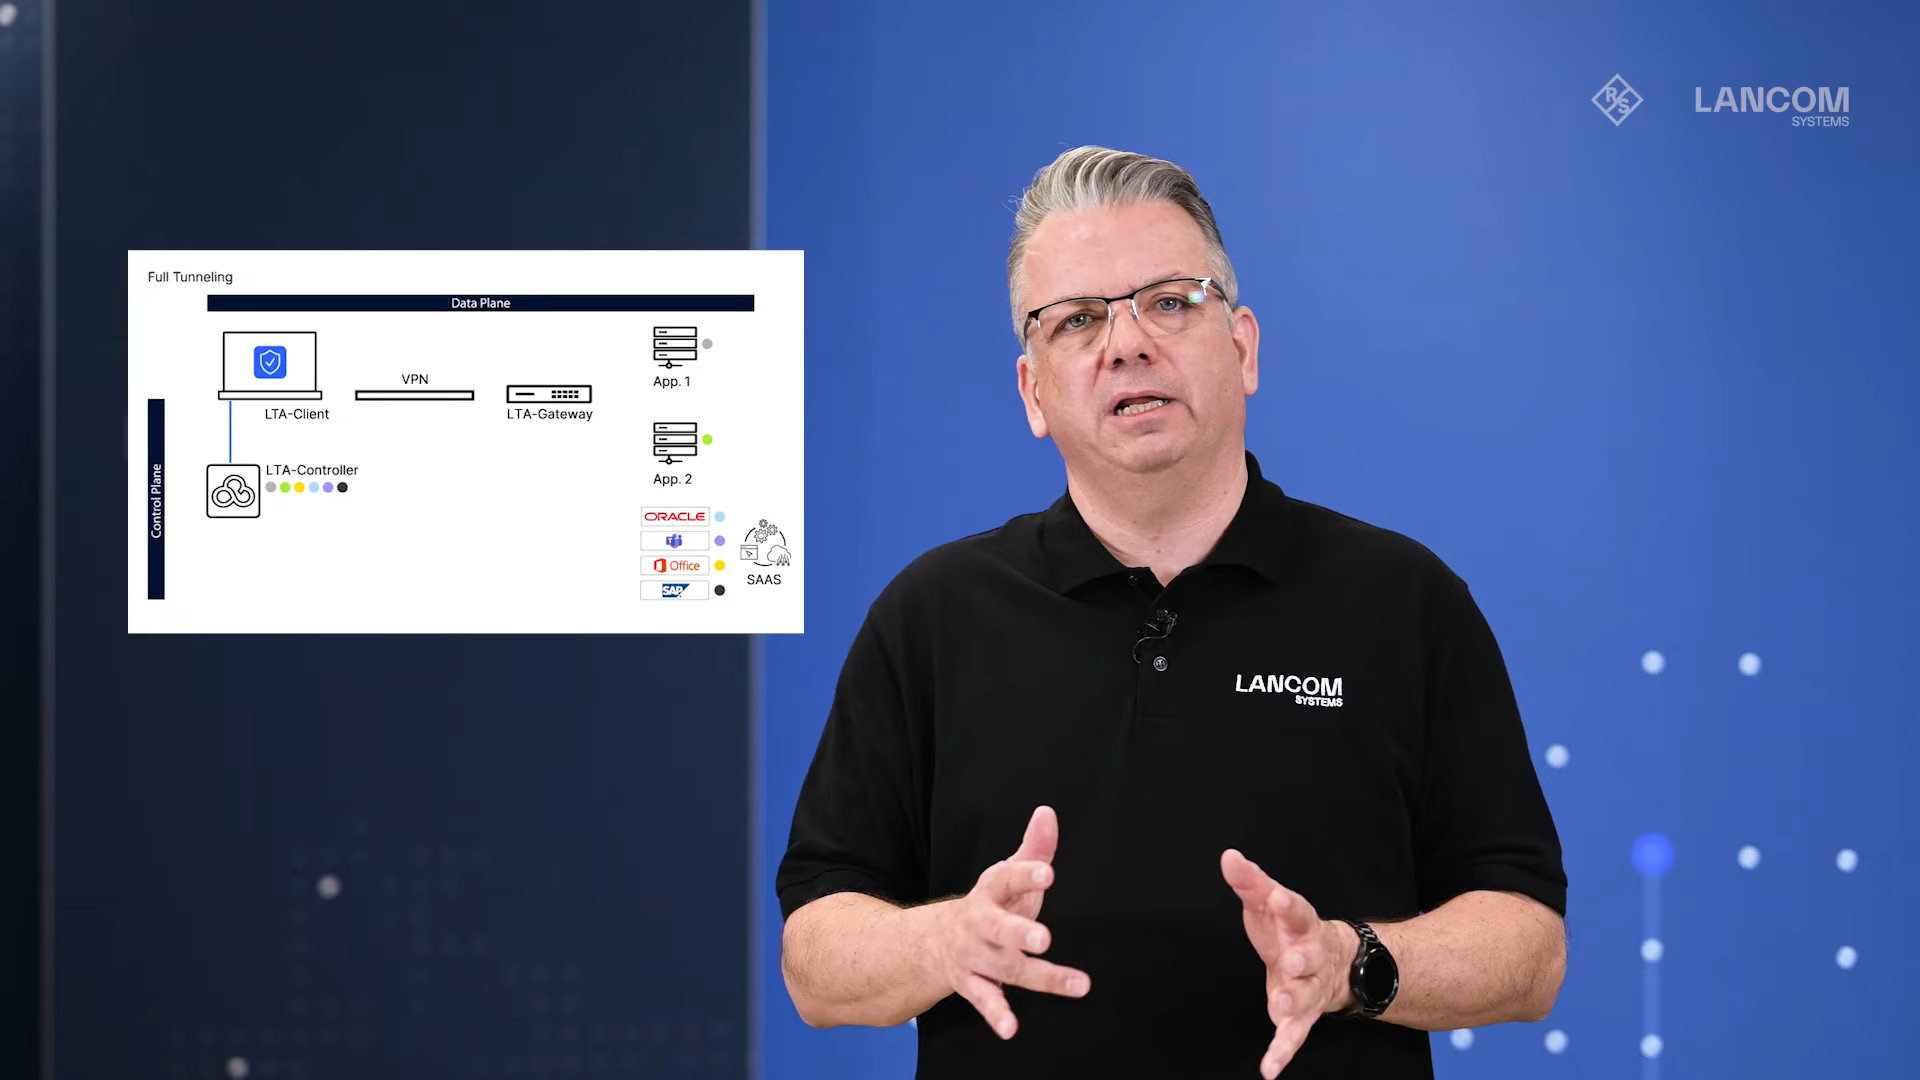 R
S
LANCOM
SYSTEMS
Full Tunneling
Data Plane
VPN
LTA-Client
LTA-Gateway
App. 1
Control Plane
LTA-Controller
App. 2
ORACLE
T
Office
SAP
SAAS
LANCOM
SYSTEMS